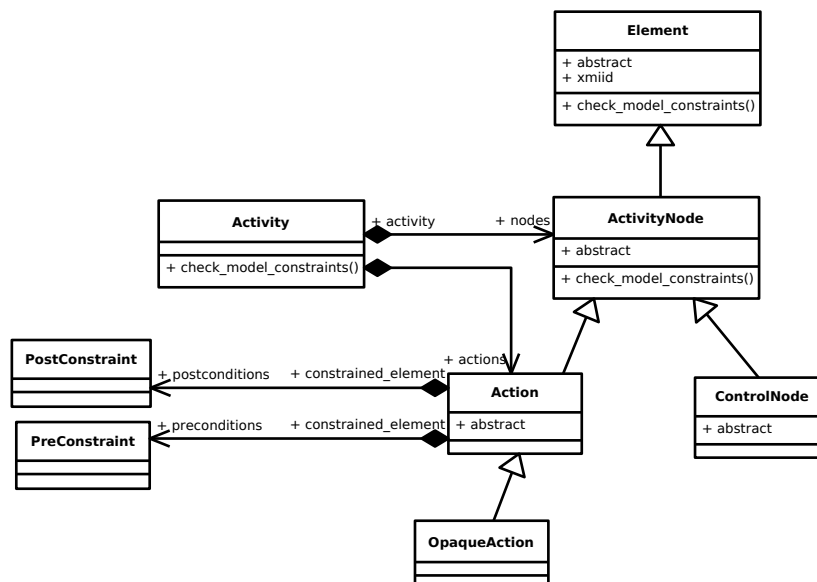 Element
+ abstract
+ xmiid
+ check_model_constraints()
Activity
+ check_model_constraints()
+ activity
+ nodes
ActivityNode
+ abstract
+ check_model_constraints()
+ actions
PostConstraint
+ postconditions
+ constrained_element
PreConstraint
+ preconditions
+ constrained_element
Action
+ abstract
ControlNode
+ abstract
OpaqueAction